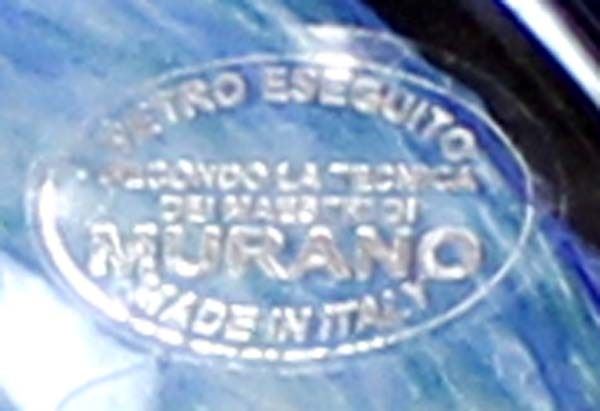 VETRO ESEGUITO
SECONDO LA TECNICA
DEI MAESTRI DI
MURANO
MADE IN ITALY